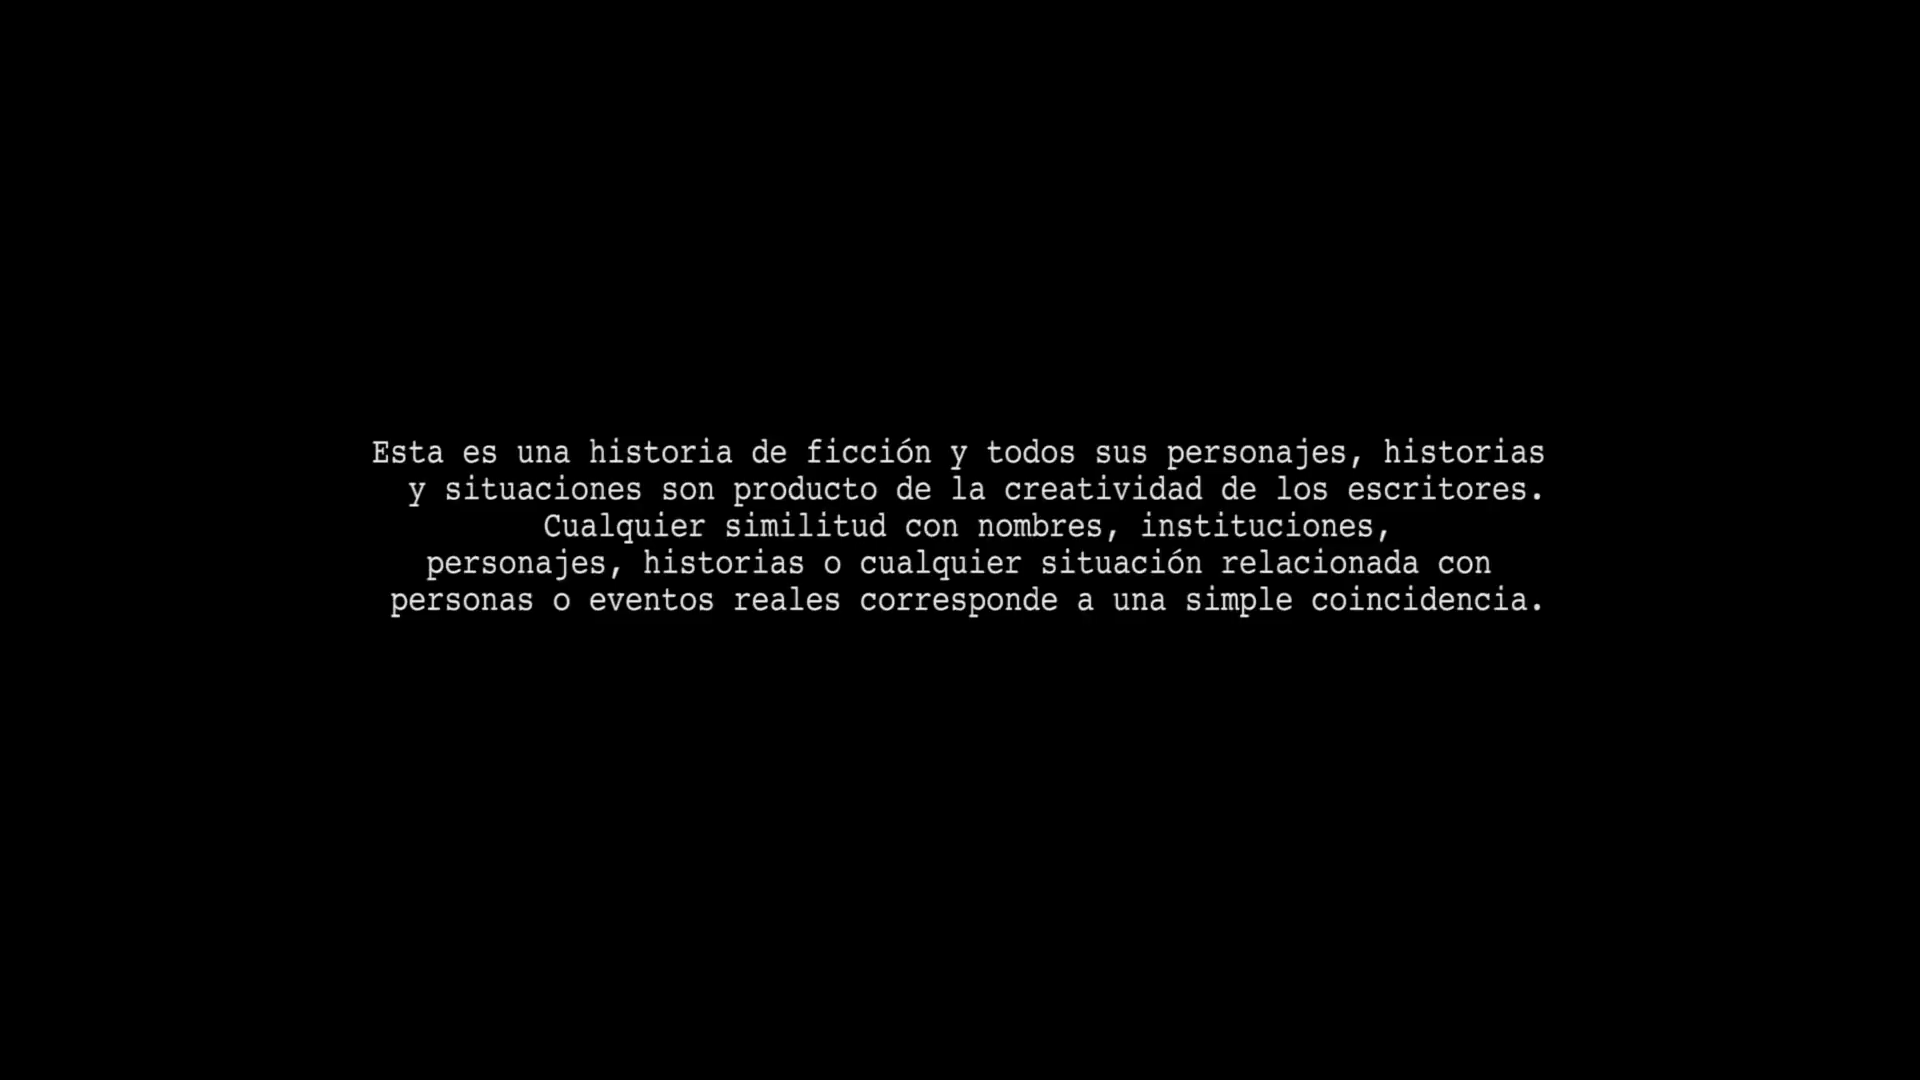 Esta es una historia de ficción y todos sus personajes, historias
y situaciones son producto de la creatividad de los escritores.
Cualquier similitud con nombres, instituciones,
personajes, historias o cualquier situación relacionada con
personas o eventos reales corresponde a una simple coincidencia.